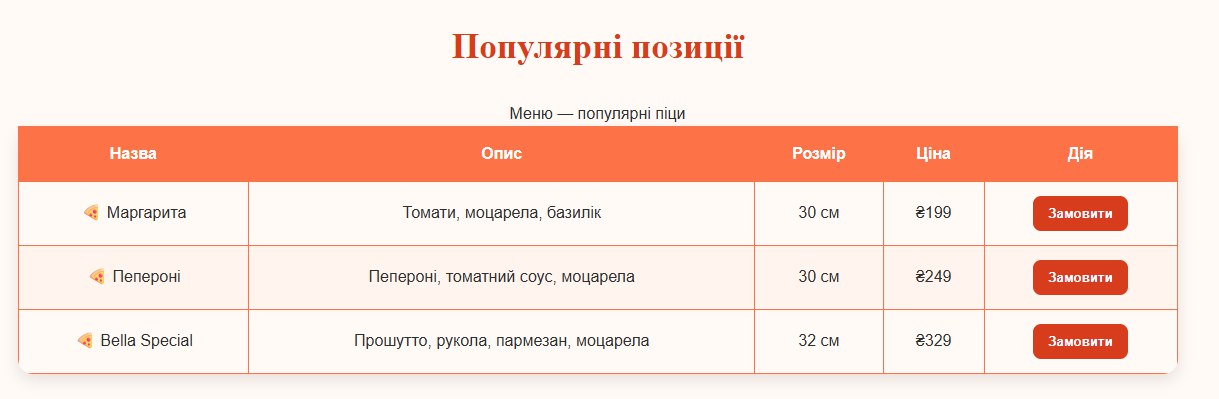 Популярні позиції
Меню — популярні піци
Назва Опис Розмір Ціна Дія
🍕 Маргарита Томати, моцарела, базилік 30 см ₴199 Замовити
🍕 Пепероні Пепероні, томатний соус, моцарела 30 см ₴249 Замовити
🍕 Bella Special Прошутто, рукола, пармезан, моцарела 32 см ₴329 Замовити